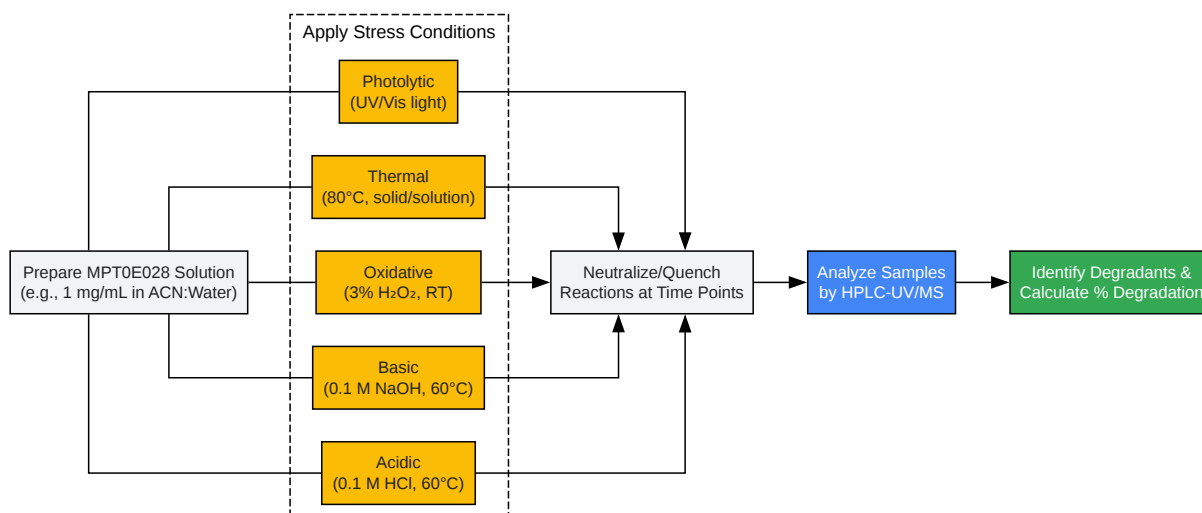 Apply Stress Conditions
Photolytic
(UV/Vis light)
Thermal
(80°C, solid/solution)
Prepare MPT0E028 Solution
(e.g., 1 mg/mL in ACN:Water)
Oxidative
(3% H₂O₂, RT)
Neutralize/Quench
Reactions at Time Points
Analyze Samples
by HPLC-UV/MS
Identify Degradants &
Calculate % Degradation
Basic
(0.1 M NaOH, 60°C)
Acidic
(0.1 M HCl, 60°C)